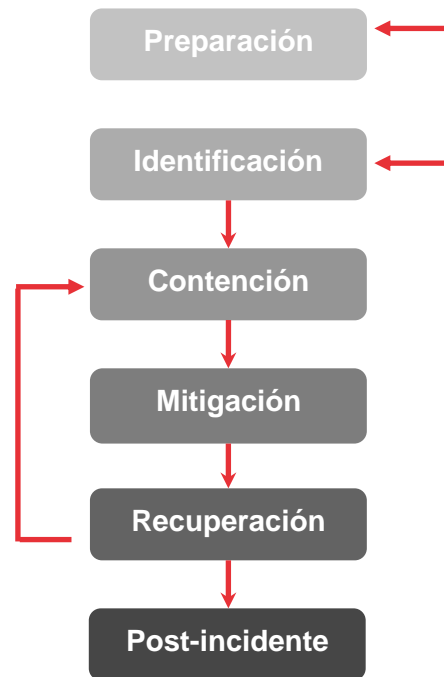 Preparación
Identificación
Contención
Mitigación
Recuperación
Post-incidente